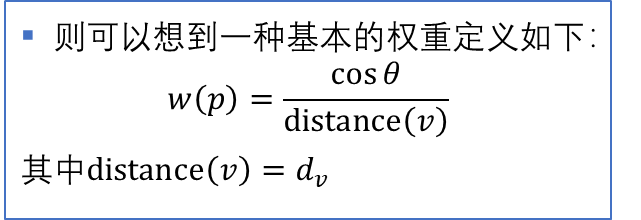 ▪ 则可以想到一种基本的权重定义如下：
w(p) = cos θ / distance(v)
其中distance(v) = d_v